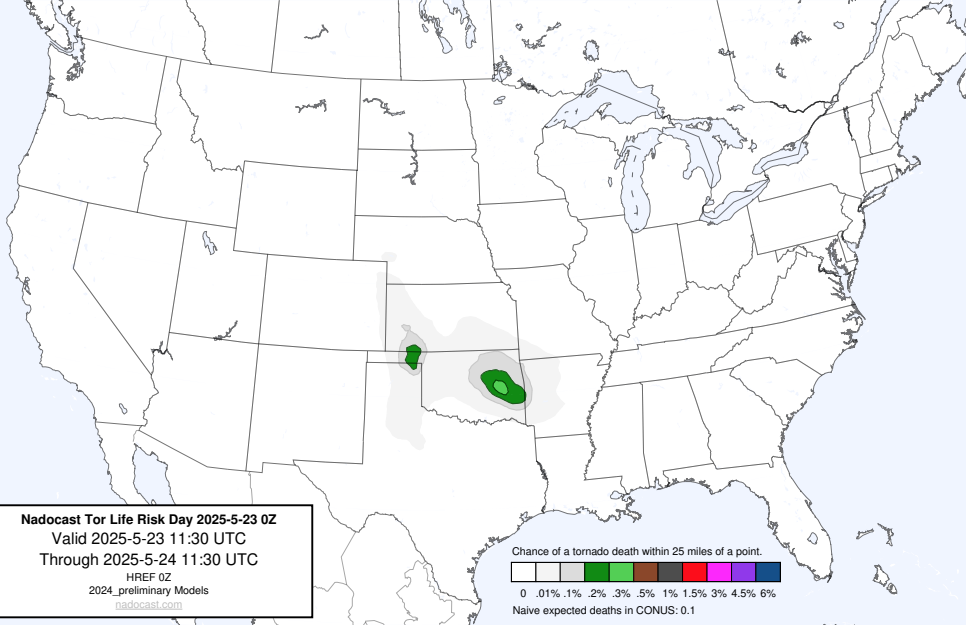 Nadocast Tor Life Risk Day 2025-5-23 0Z
Valid 2025-5-23 11:30 UTC
Through 2025-5-24 11:30 UTC
HREF 0Z
2024_preliminary Models
nadocast.com
Chance of a tornado death within 25 miles of a point.
0 .01% .1% .2% .3% .5% 1% 1.5% 3% 4.5% 6%
Naive expected deaths in CONUS: 0.1